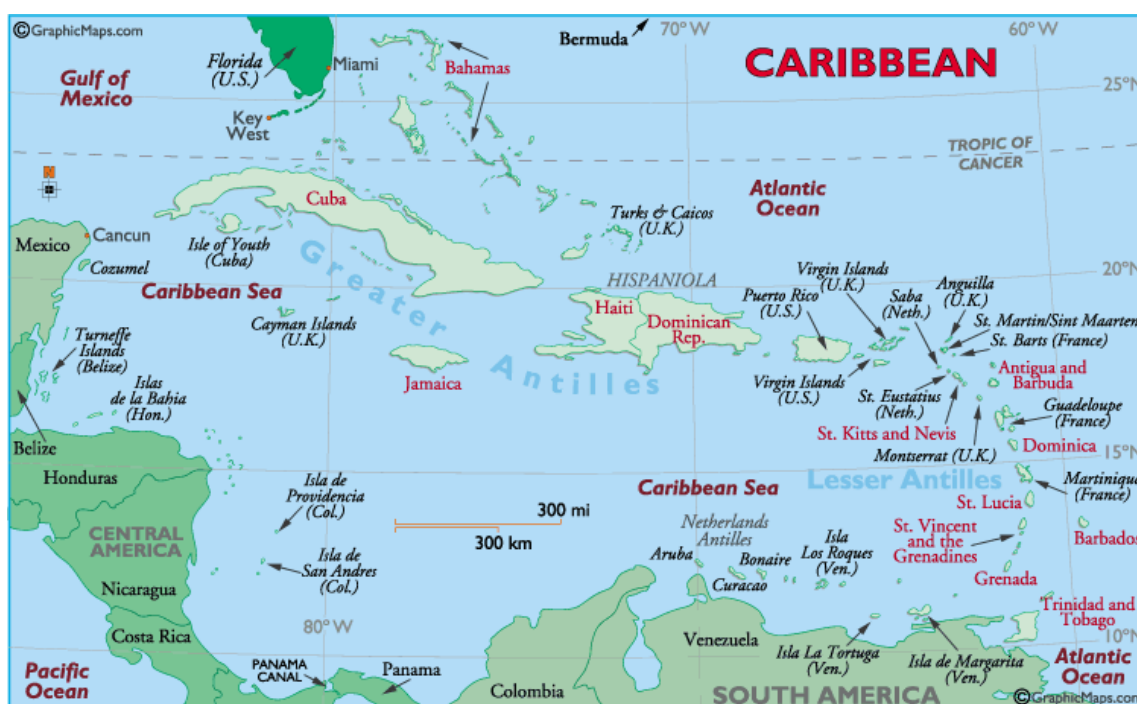 ©GraphicMaps.com
Bermuda
70°W
60°W
CARIBBEAN
Florida
(U.S.)
Miami
Bahamas
Gulf of
Mexico
25°N
Key
West
TROPIC OF
CANCER
N
Cuba
Atlantic
Ocean
Turks & Caicos
(U.K.)
Mexico
Cancun
Isle of Youth
(Cuba)
Cozumel
Greater
Antilles
HISPANIOLA
20°N
Caribbean Sea
Virgin Islands
(U.K.)
Anguilla
(U.K.)
Saba
(Neth.)
Puerto Rico
(U.S.)
Haiti
Dominican
Rep.
St. Martin/Sint Maarten
St. Barts (France)
Cayman Islands
(U.K.)
Turneffe
Islands
(Belize)
Jamaica
Virgin Islands
(U.S.)
Antigua and
Barbuda
Islas
de la Bahia
(Hon.)
St. Eustatius
(Neth.)
Guadeloupe
(France)
St. Kitts and Nevis
Dominica
Belize
Montserrat (U.K.)
15°N
Honduras
Lesser Antilles
Isla de
Providencia
(Col.)
Caribbean Sea
Martinique
(France)
St. Lucia
300 mi
300 km
Netherlands
Antilles
Isla
Los Roques
(Ven.)
St. Vincent
and the
Grenadines
Barbados
CENTRAL
AMERICA
Aruba
Bonaire
Curacao
Isla de
San Andres
(Col.)
Grenada
Nicaragua
Trinidad and
Tobago
80°W
Costa Rica
10°N
Venezuela
Isla La Tortuga
(Ven.)
Isla de Margarita
(Ven.)
Pacific
Ocean
PANAMA
CANAL
Panama
Colombia
Atlantic
Ocean
SOUTH AMERICA
©GraphicMaps.com